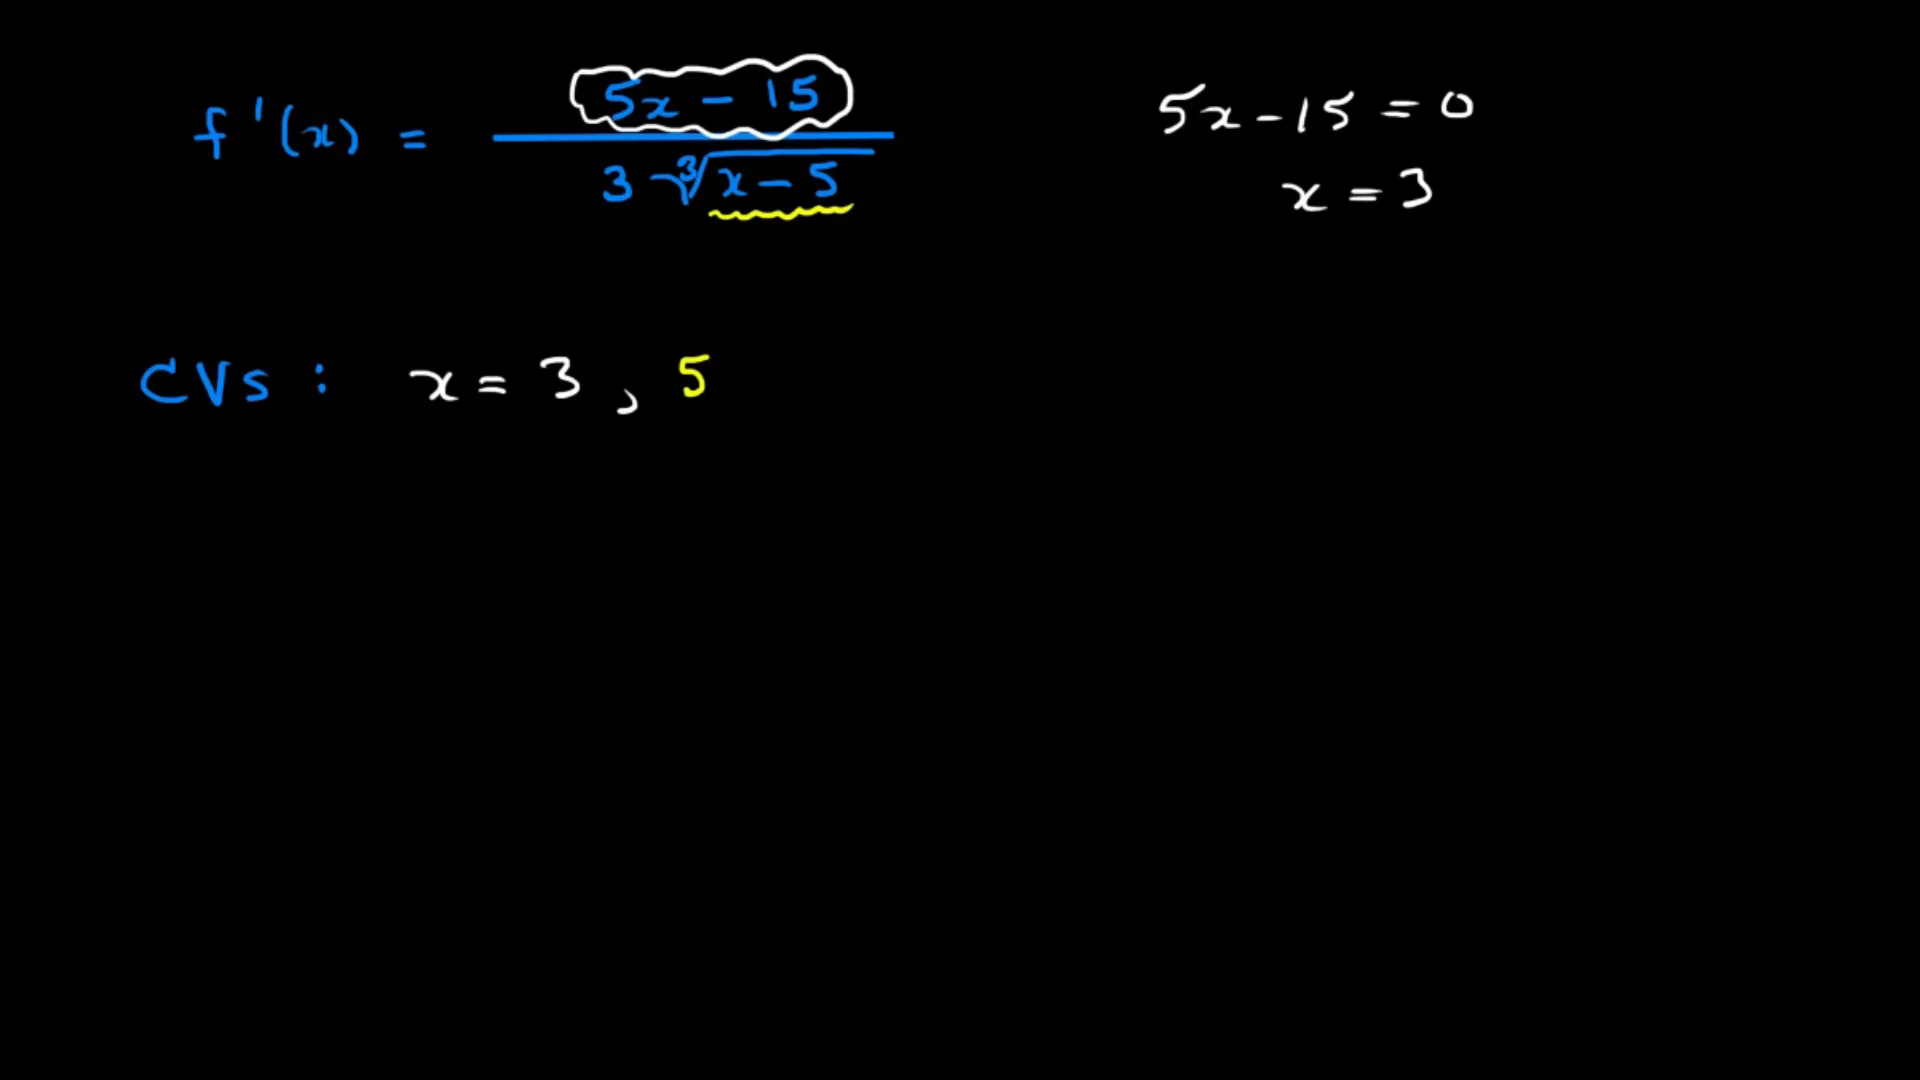 f'(x) = (5x - 15) / (3 ∛(x - 5))
5x - 15 = 0
x = 3
CVs : x = 3 , 5